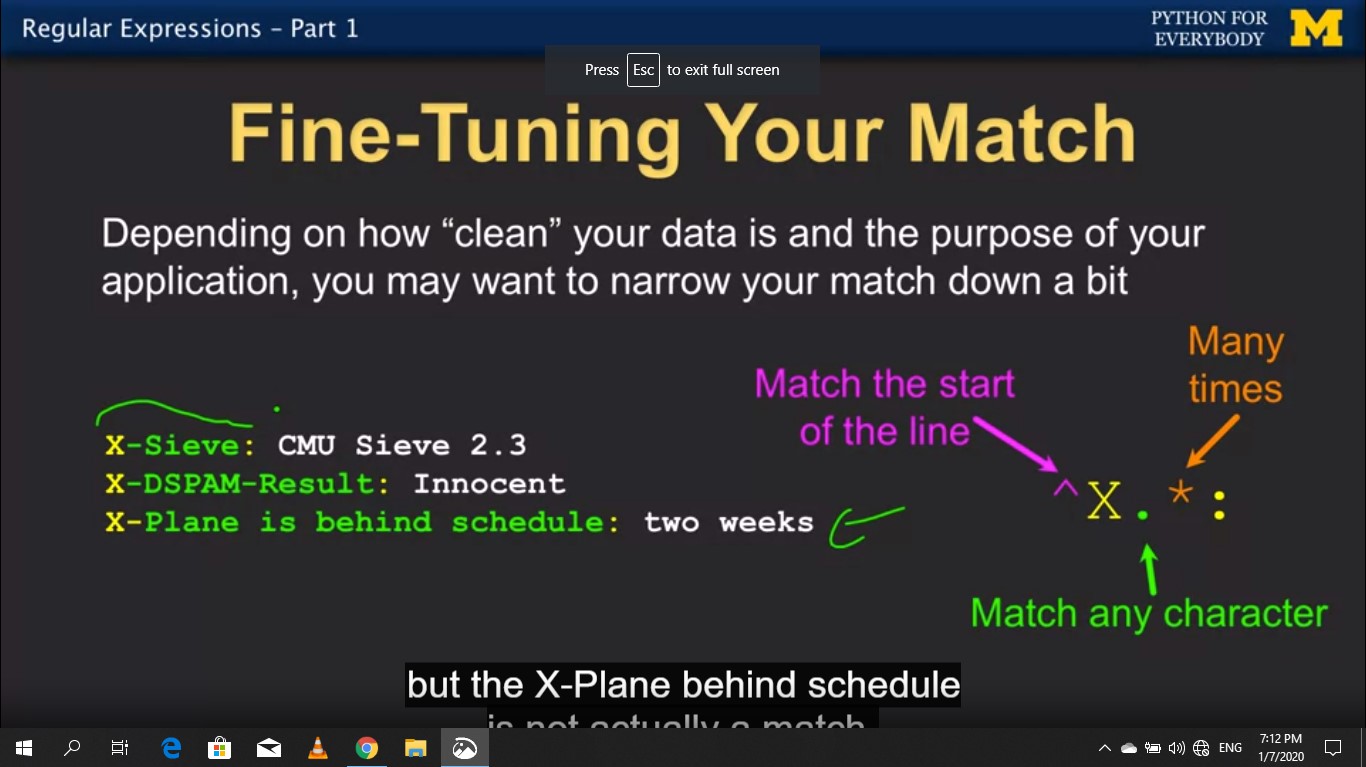 Regular Expressions – Part 1
PYTHON FOR
EVERYBODY
M
Press Esc to exit full screen
Fine-Tuning Your Match
Depending on how “clean” your data is and the purpose of your
application, you may want to narrow your match down a bit
Many
times
Match the start
of the line
X-Sieve: CMU Sieve 2.3
X-DSPAM-Result: Innocent
X-Plane is behind schedule: two weeks
^X.*:
Match any character
but the X-Plane behind schedule
is not actually a match.
ENG
7:12 PM
1/7/2020